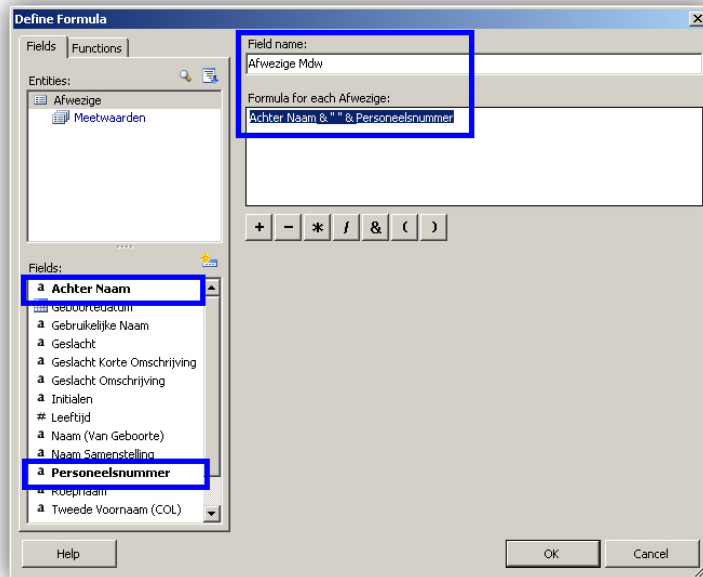 Define Formula
Fields
Functions
Entities:
Afwezige
Meetwaarden
Fields:
a Achter Naam
Geboortedatum
a Gebruikelijke Naam
a Geslacht
a Geslacht Korte Omschrijving
a Geslacht Omschrijving
a Initialen
# Leeftijd
a Naam (Van Geboorte)
a Naam Samenstelling
a Personeelsnummer
a Roepnaam
a Tweede Voornaam (COL)
Field name:
Afwezige Mdw
Formula for each Afwezige:
Achter Naam & " " & Personeelsnummer
+ - * / & ( )
Help
OK
Cancel